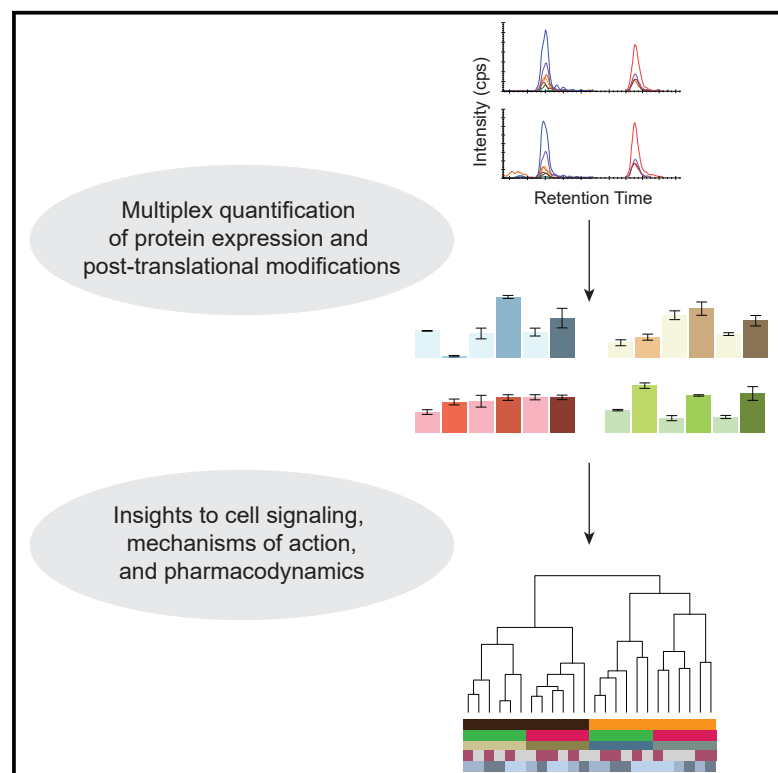 Intensity (cps)
Retention Time
Multiplex quantification
of protein expression and
post-translational modifications
Insights to cell signaling,
mechanisms of action,
and pharmacodynamics